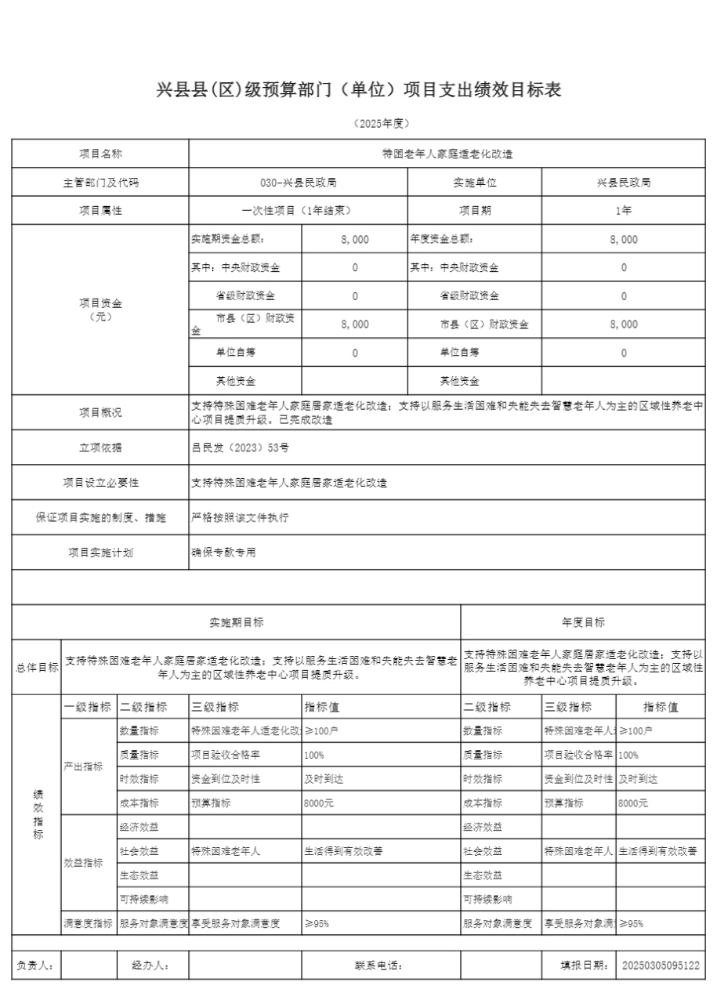 兴县县(区)级预算部门（单位）项目支出绩效目标表
（2025年度）
项目名称 特困老年人家庭适老化改造
主管部门及代码 030-兴县民政局 实施单位 兴县民政局
项目属性 一次性项目（1年结束） 项目期 1年
项目资金
（元）
实施期资金总额： 8,000 年度资金总额： 8,000
其中：中央财政资金 0 其中：中央财政资金 0
省级财政资金 0 省级财政资金 0
市县（区）财政资
金 8,000 市县（区）财政资金 8,000
单位自筹 0 单位自筹 0
其他资金 其他资金
项目概况 支持特殊困难老年人家庭居家适老化改造；支持以服务生活困难和失能失去智慧老年人为主的区域性养老中
心项目提质升级。已完成改造
立项依据 吕民发（2023）53号
项目设立必要性 支持特殊困难老年人家庭居家适老化改造
保证项目实施的制度、措施 严格按照该文件执行
项目实施计划 确保专款专用
实施期目标 年度目标
总体目标
支持特殊困难老年人家庭居家适老化改造；支持以服务生活困难和失能失去智慧老
年人为主的区域性养老中心项目提质升级。
支持特殊困难老年人家庭居家适老化改造；支持以
服务生活困难和失能失去智慧老年人为主的区域性
养老中心项目提质升级。
绩
效
指
标
一级指标 二级指标 三级指标 指标值 二级指标 三级指标 指标值
产出指标
数量指标 特殊困难老年人适老化改 ≥100户 数量指标 特殊困难老年人 ≥100户
质量指标 项目验收合格率 100% 质量指标 项目验收合格率 100%
时效指标 资金到位及时性 及时到达 时效指标 资金到位及时性 及时到达
成本指标 预算指标 8000元 成本指标 预算指标 8000元
效益指标
经济效益 经济效益
社会效益 特殊困难老年人 生活得到有效改善 社会效益 特殊困难老年人 生活得到有效改善
生态效益 生态效益
可持续影响 可持续影响
满意度指标 服务对象满意度 享受服务对象满意度 ≥95% 服务对象满意度 享受服务对象满 ≥95%
负责人： 经办人： 联系电话： 填报日期： 20250305095122